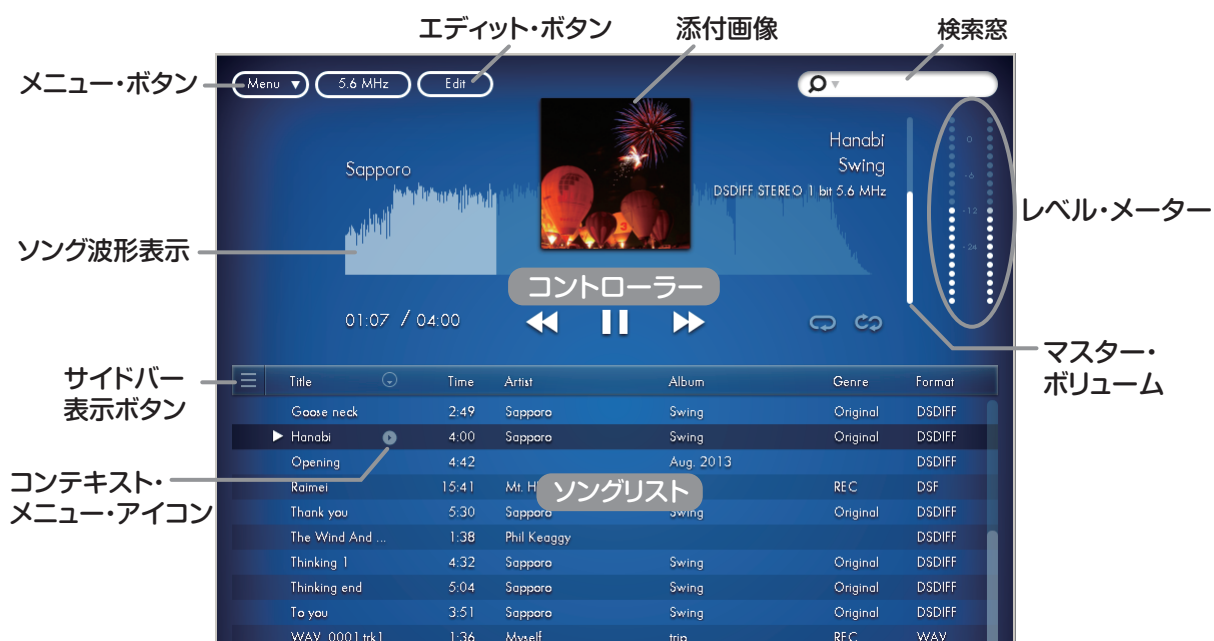 エディット・ボタン
添付画像
検索窓
メニュー・ボタン
Menu
5.6 MHz
Edit
Sapporo
Hanabi
Swing
DSDIFF STEREO 1 bit 5.6 MHz
0
-6
-12
-24
レベル・メーター
ソング波形表示
コントローラー
01:07 / 04:00
マスター・
ボリューム
サイドバー
表示ボタン
Title Time Artist Album Genre Format
Goose neck 2:49 Sapporo Swing Original DSDIFF
Hanabi 4:00 Sapporo Swing Original DSDIFF
Opening 4:42 Aug. 2013 DSDIFF
コンテキスト・
メニュー・アイコン
Raimei 15:41 Mt. REC DSF
ソングリスト
Thank you 5:30 Sapporo Swing Original DSDIFF
The Wind And ... 1:38 Phil Keaggy DSDIFF
Thinking 1 4:32 Sapporo Swing Original DSDIFF
Thinking end 5:04 Sapporo Swing Original DSDIFF
To you 3:51 Sapporo Swing Original DSDIFF
WAV_0001.trk1 1:36 Myself trip REC WAV